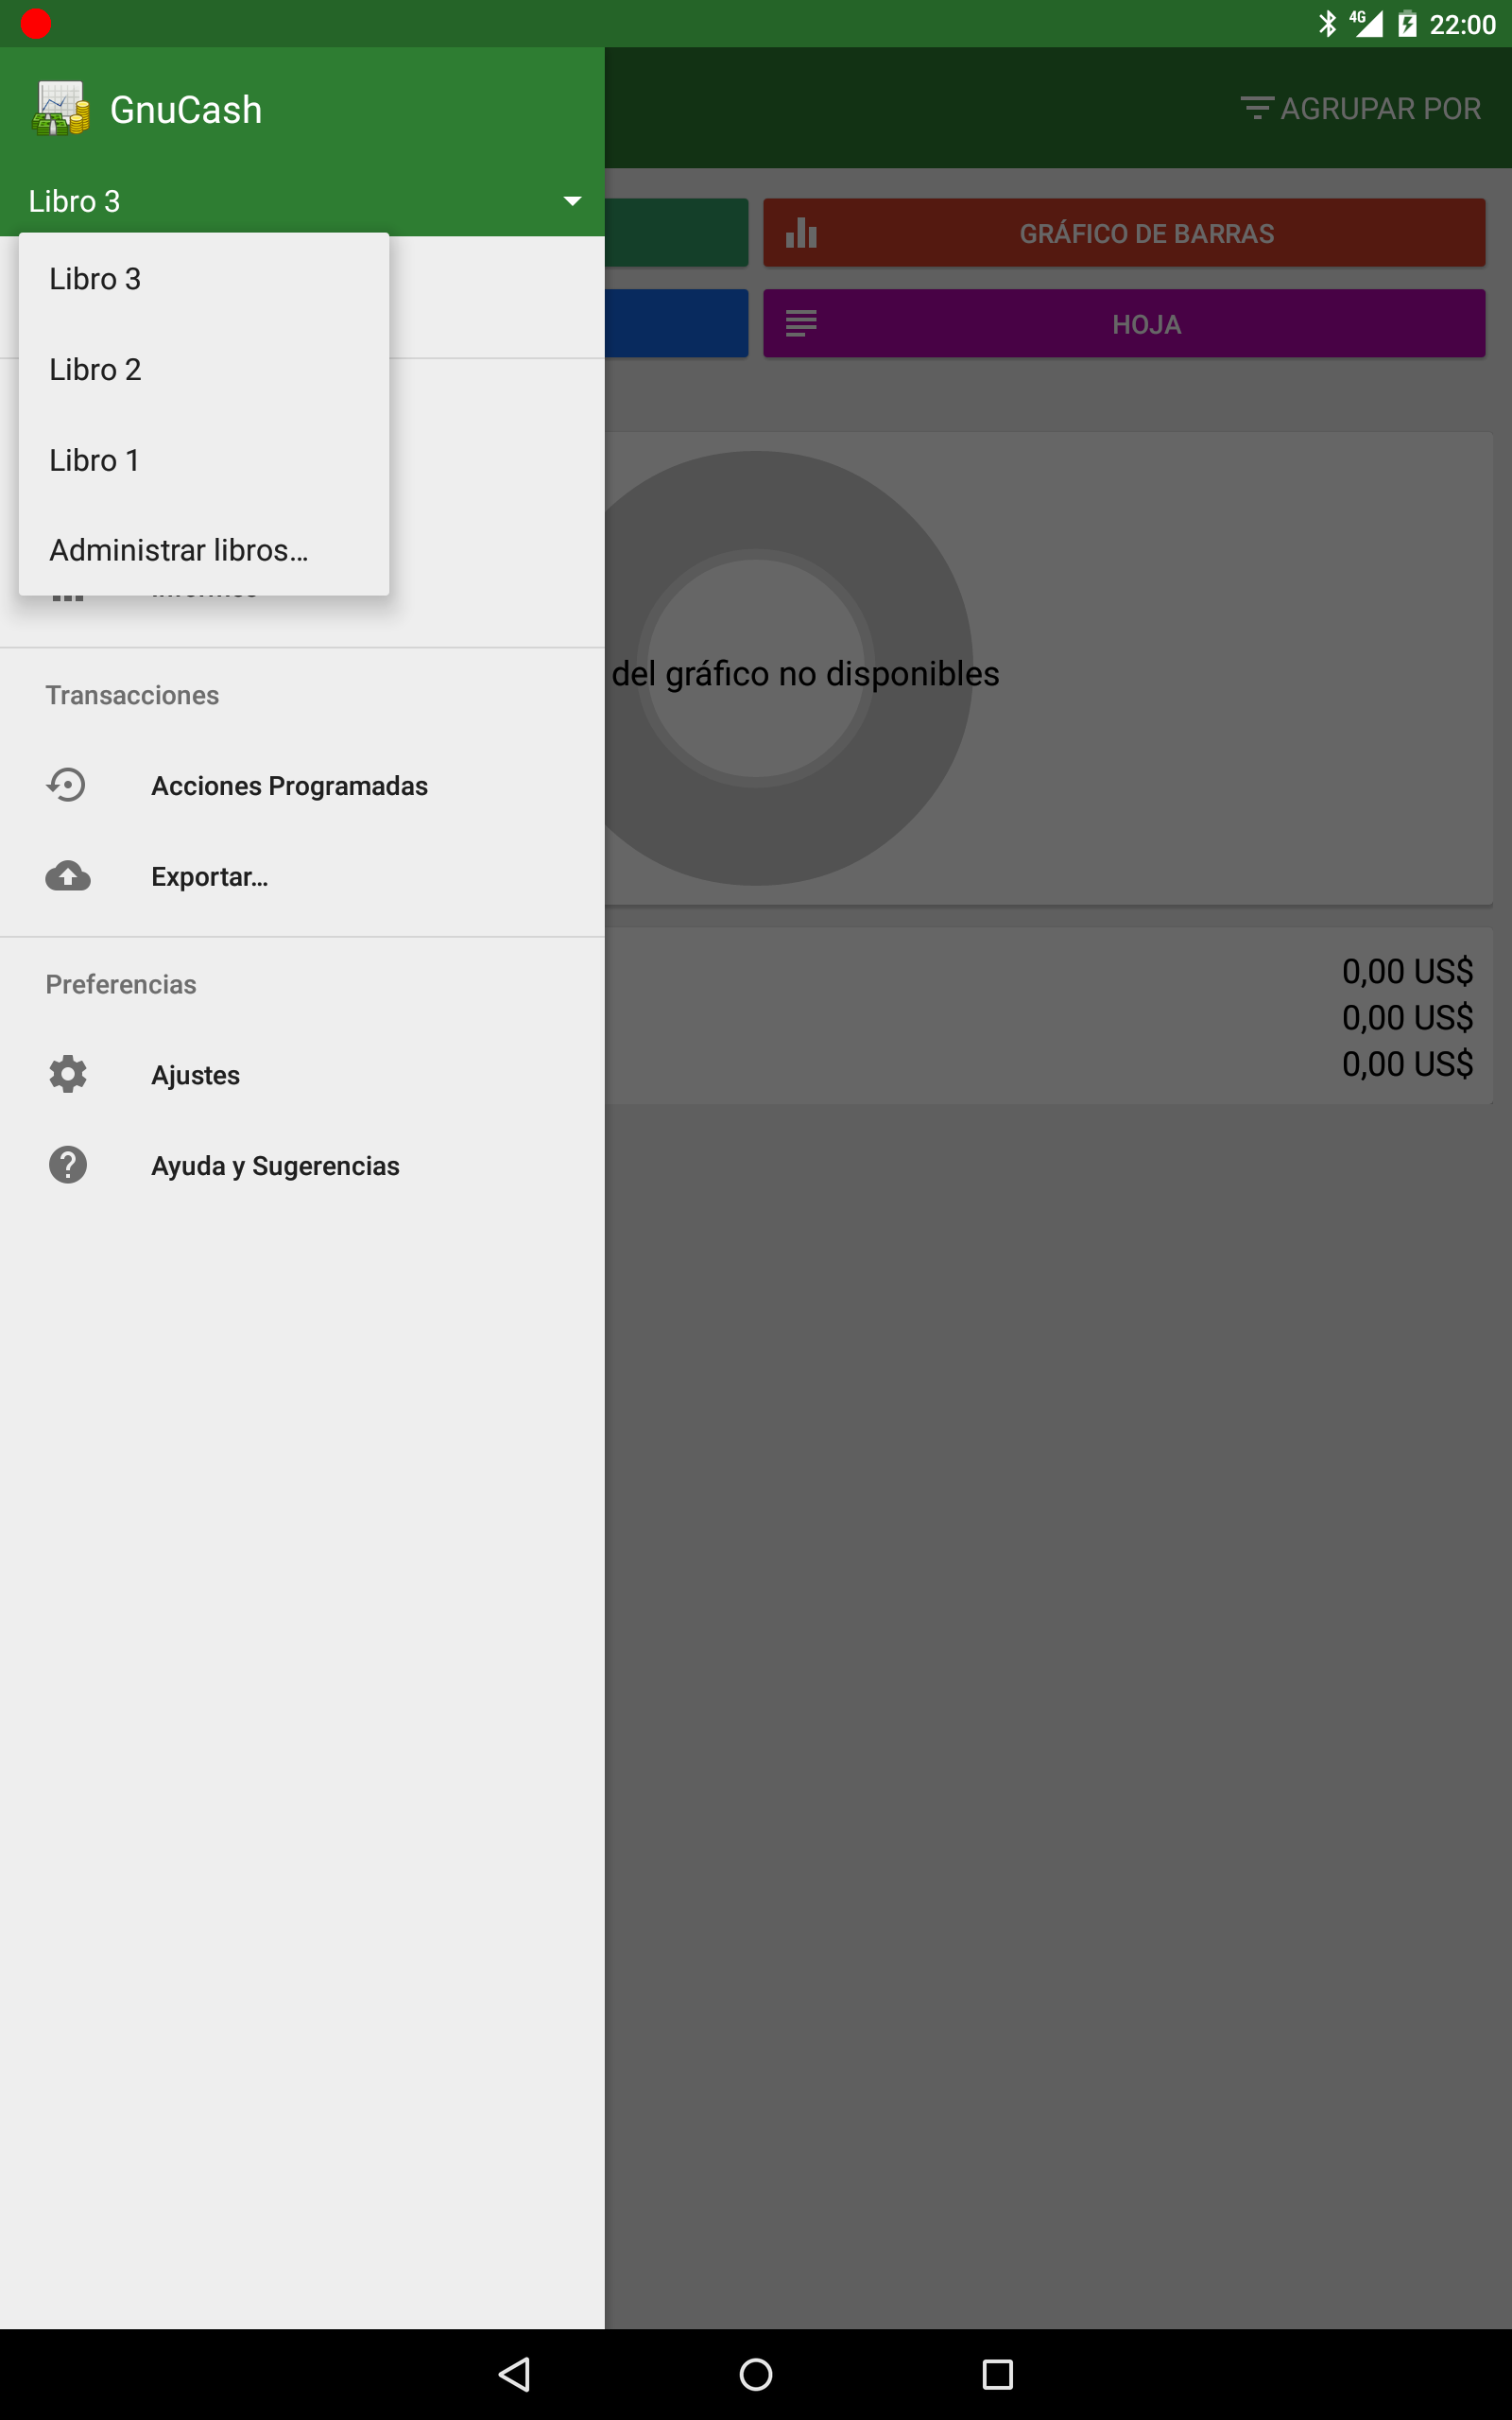 4G 22:00
GnuCash
AGRUPAR POR
Libro 3
GRÁFICO DE BARRAS
HOJA
Libro 3
Libro 2
Libro 1
Administrar libros...
del gráfico no disponibles
Transacciones
Acciones Programadas
Exportar...
0,00 US$
0,00 US$
0,00 US$
Preferencias
Ajustes
Ayuda y Sugerencias